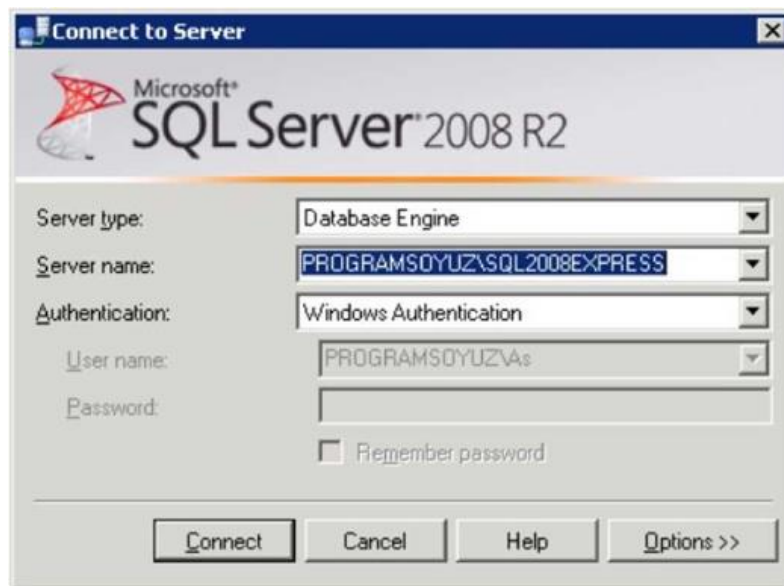 Connect to Server
Microsoft®
SQL Server® 2008 R2
Server type: Database Engine
Server name: PROGRAMSOYUZ\SQL2008EXPRESS
Authentication: Windows Authentication
User name: PROGRAMSOYUZ\As
Password:
Remember password
Connect Cancel Help Options >>